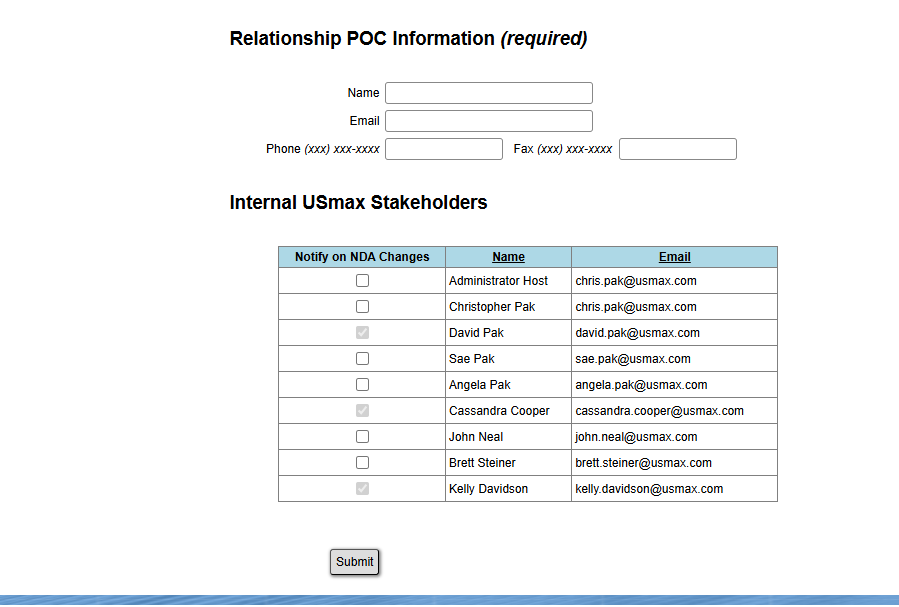 Relationship POC Information (required)
Name
Email
Phone (xxx) xxx-xxxx Fax (xxx) xxx-xxxx
Internal USmax Stakeholders
Notify on NDA Changes Name Email
Administrator Host chris.pak@usmax.com
Christopher Pak chris.pak@usmax.com
David Pak david.pak@usmax.com
Sae Pak sae.pak@usmax.com
Angela Pak angela.pak@usmax.com
Cassandra Cooper cassandra.cooper@usmax.com
John Neal john.neal@usmax.com
Brett Steiner brett.steiner@usmax.com
Kelly Davidson kelly.davidson@usmax.com
Submit